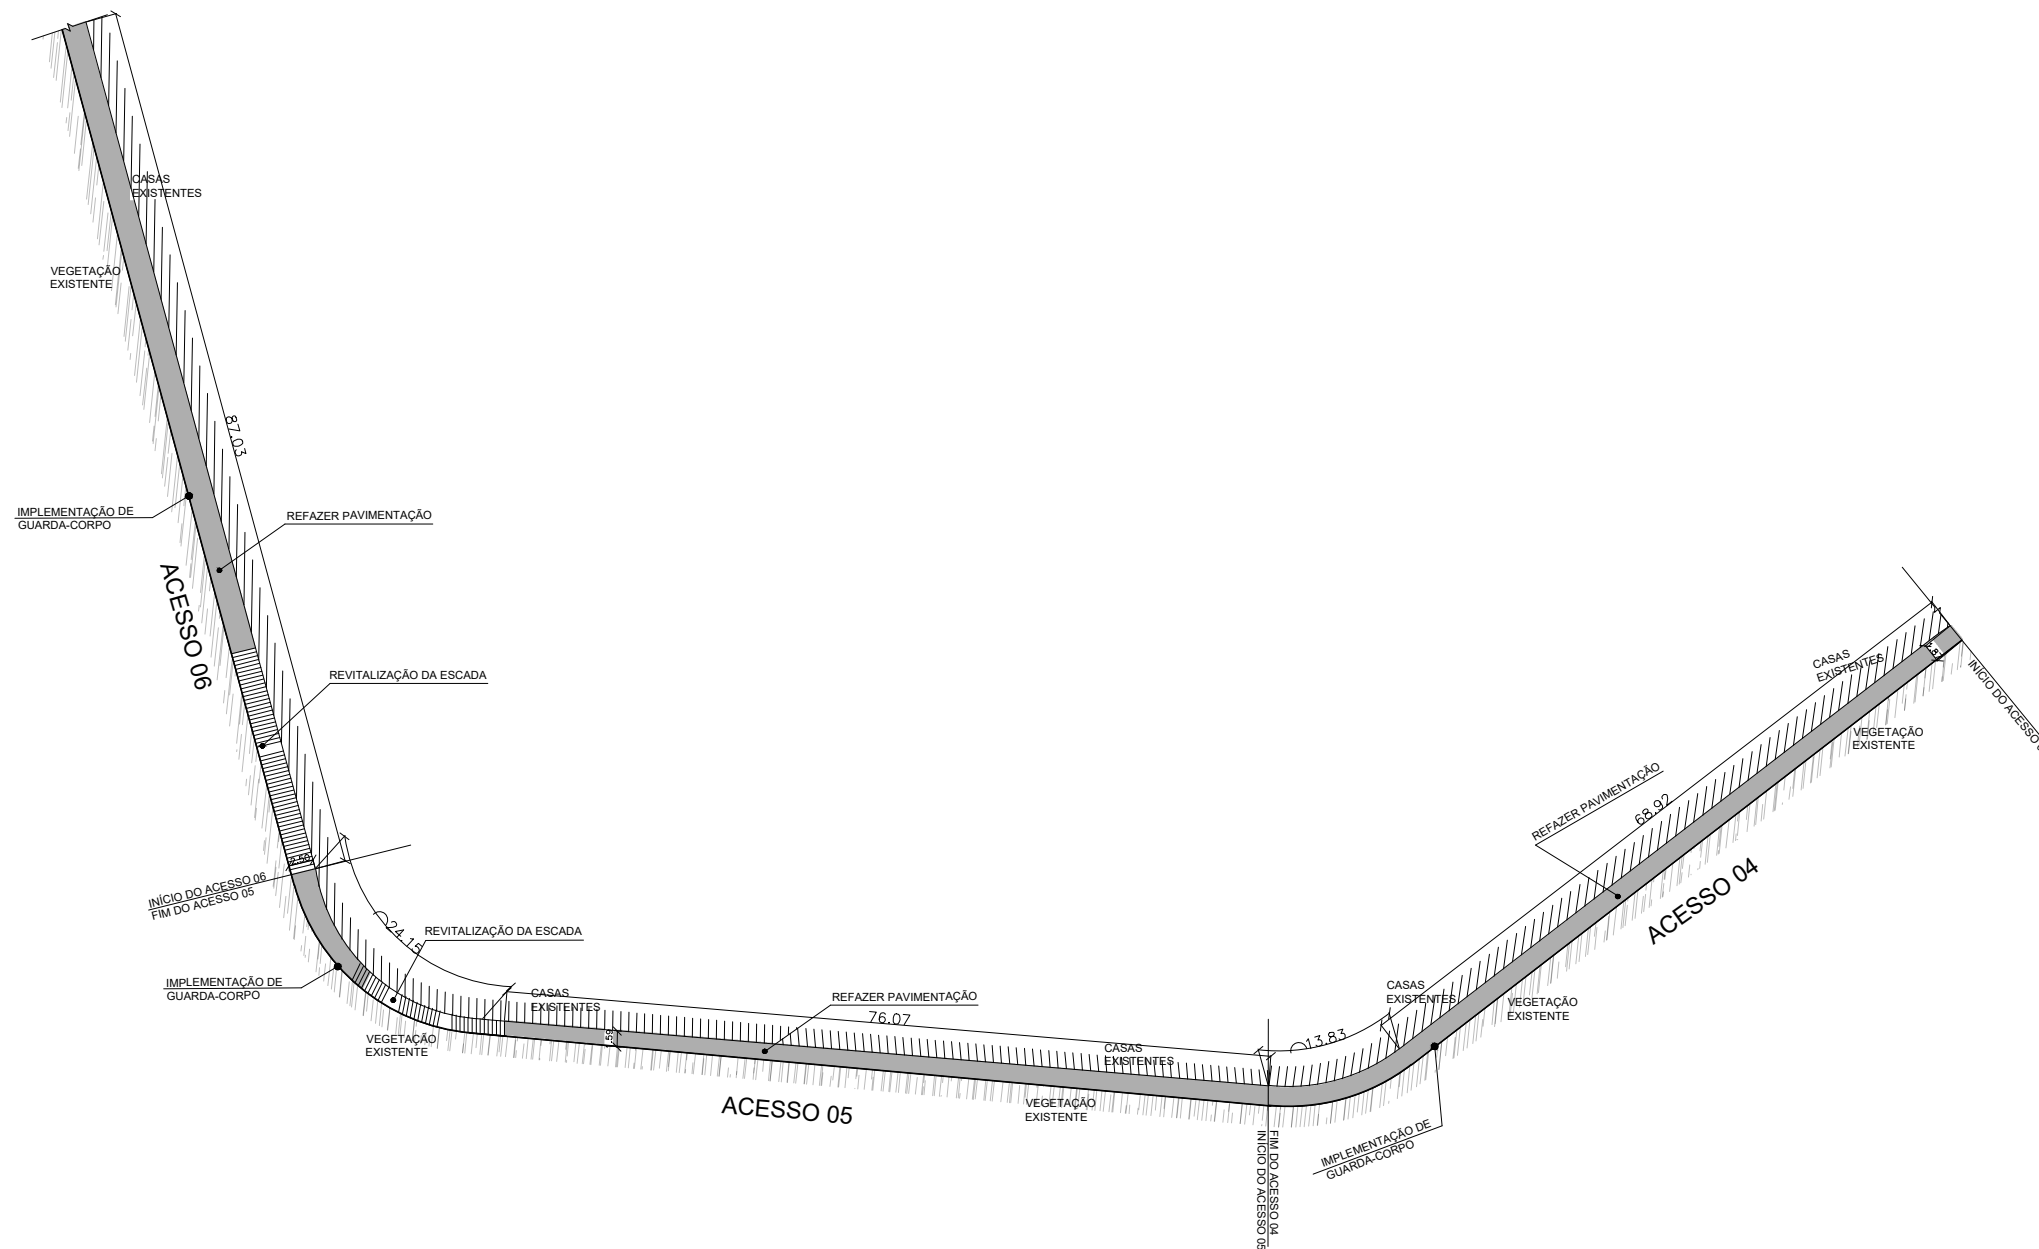 CASAS
EXISTENTES
VEGETAÇÃO
EXISTENTE
87.03
IMPLEMENTAÇÃO DE
GUARDA-CORPO
REFAZER PAVIMENTAÇÃO
ACESSO 06
REVITALIZAÇÃO DA ESCADA
2.50
INÍCIO DO ACESSO 06
FIM DO ACESSO 05
24.15
REVITALIZAÇÃO DA ESCADA
IMPLEMENTAÇÃO DE
GUARDA-CORPO
VEGETAÇÃO
EXISTENTE
CASAS
EXISTENTES
REFAZER PAVIMENTAÇÃO
76.07
ACESSO 05
CASAS
EXISTENTES
VEGETAÇÃO
EXISTENTE
FIM DO ACESSO 04
INÍCIO DO ACESSO 05
13.83
CASAS
EXISTENTES
VEGETAÇÃO
EXISTENTE
IMPLEMENTAÇÃO DE
GUARDA-CORPO
REFAZER PAVIMENTAÇÃO
68.92
ACESSO 04
CASAS
EXISTENTES
VEGETAÇÃO
EXISTENTE
INÍCIO DO ACESSO